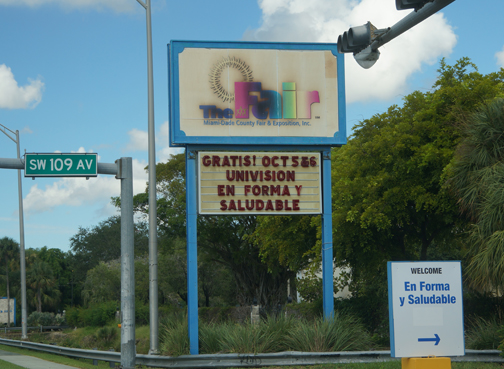 SW 109 AV
The Fair
Miami-Dade County Fair & Exposition, Inc.
GRATIS! OCT 5&6
UNIVISION
EN FORMA Y
SALUDABLE
WELCOME
En Forma
y Saludable